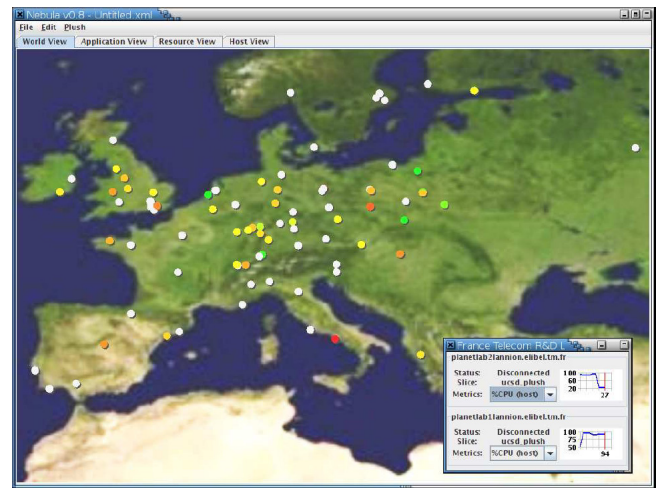 Nebula v0.8 - Untitled.xml
File Edit Plush
World View Application View Resource View Host View
France Telecom R&D L
planetlab2lannion.elibel.tm.fr
Status: Disconnected
Slice: ucsd_plush
Metrics: %CPU (host)
100
60
20
27
planetlab1lannion.elibel.tm.fr
Status: Disconnected
Slice: ucsd_plush
Metrics: %CPU (host)
100
75
50
94